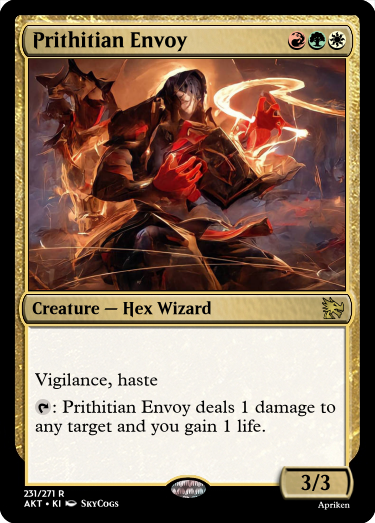 Prithitian Envoy
Creature — Hex Wizard
Vigilance, haste
: Prithitian Envoy deals 1 damage to
any target and you gain 1 life.
3/3
231/271 R
AKT • KI SkyCogs
Apriken